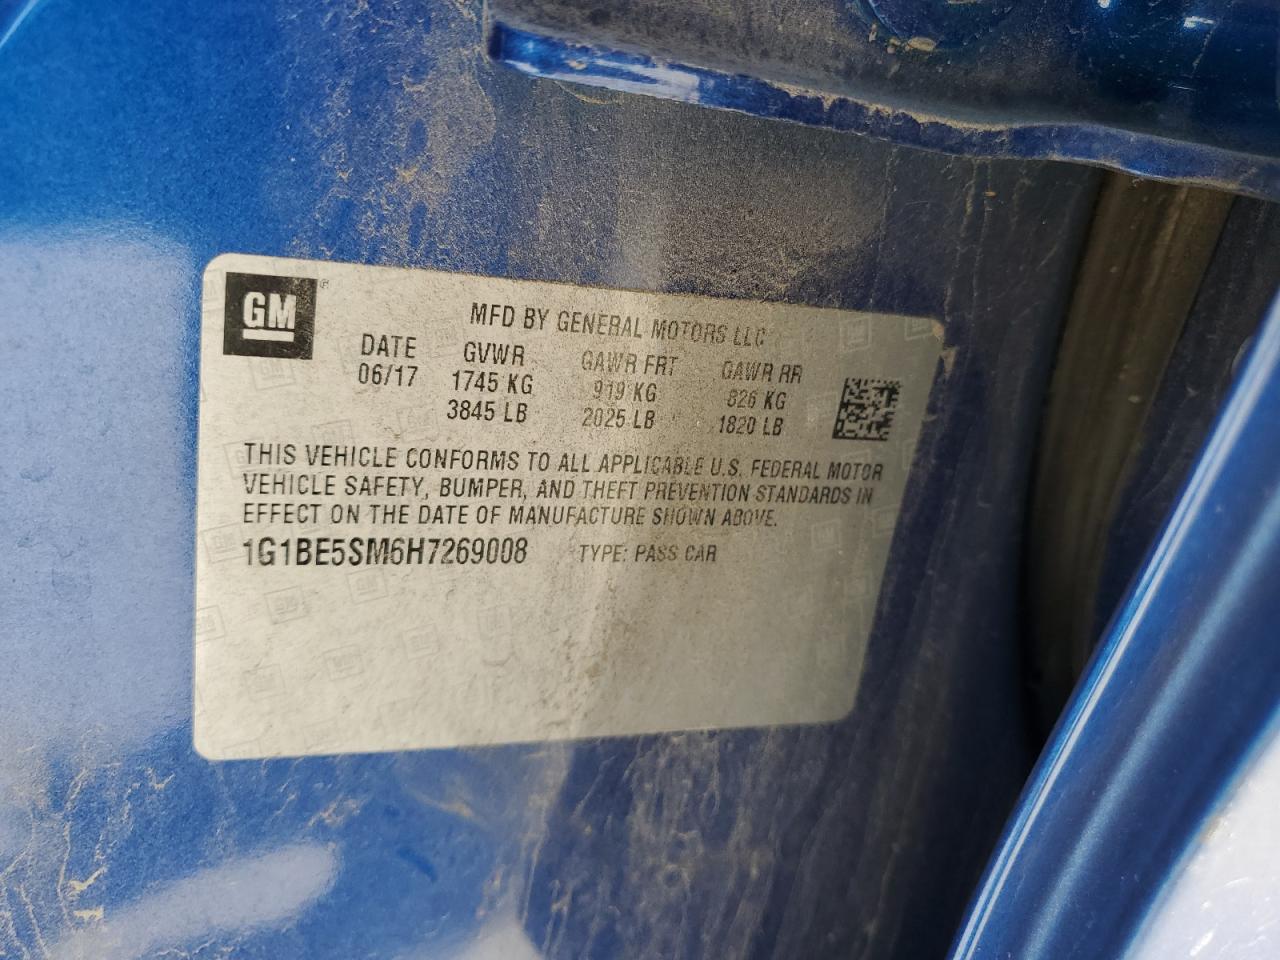 GM
MFD BY GENERAL MOTORS LLC
DATE GVWR GAWR FRT GAWR RR
06/17 1745 KG 919 KG 826 KG
3845 LB 2025 LB 1820 LB
THIS VEHICLE CONFORMS TO ALL APPLICABLE U.S. FEDERAL MOTOR
VEHICLE SAFETY, BUMPER, AND THEFT PREVENTION STANDARDS IN
EFFECT ON THE DATE OF MANUFACTURE SHOWN ABOVE.
1G1BE5SM6H7269008 TYPE: PASS CAR